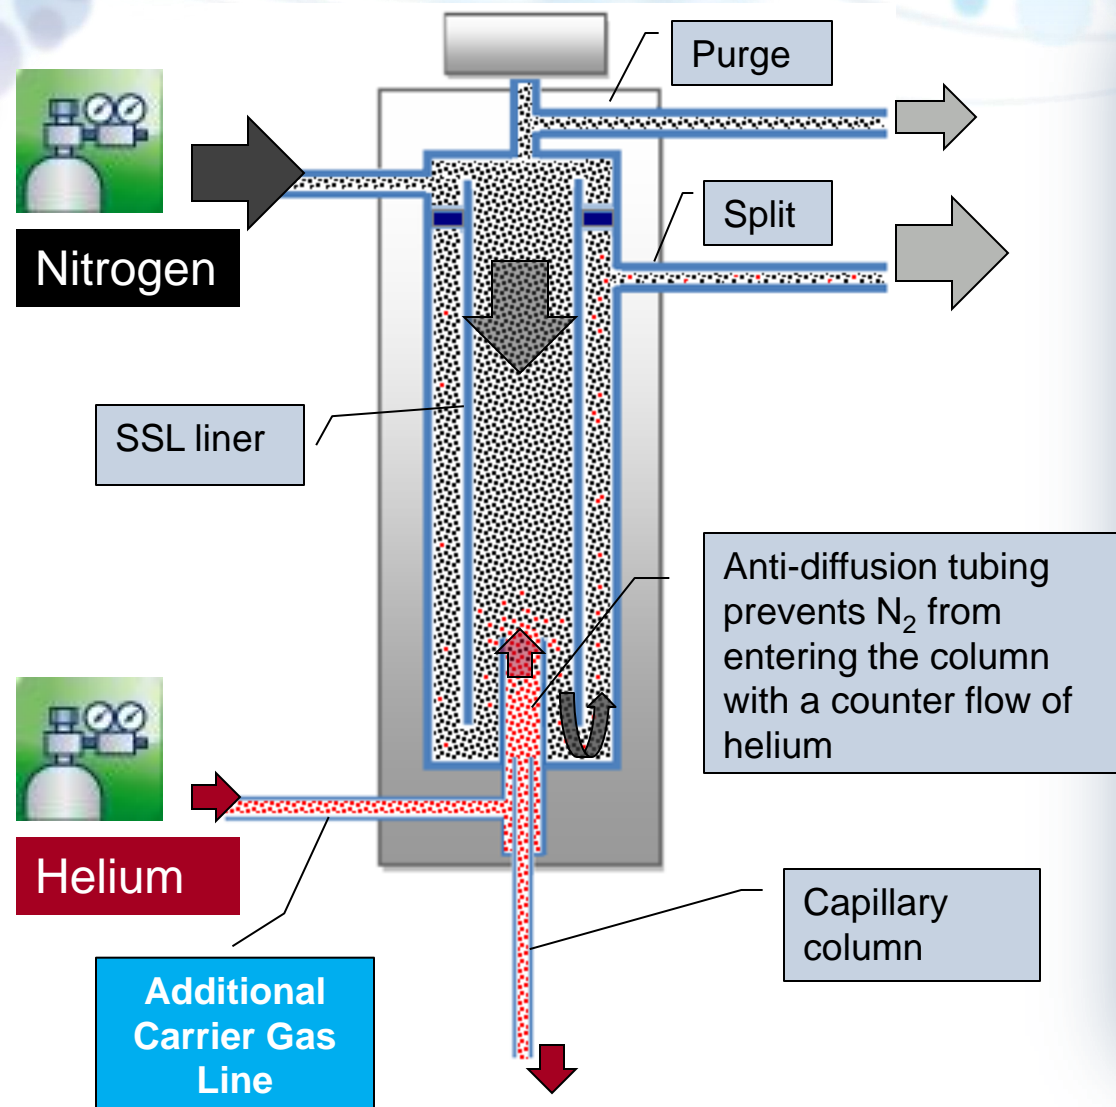 Purge
Nitrogen
Split
SSL liner
Anti-diffusion tubing
prevents N₂ from
entering the column
with a counter flow of
helium
Helium
Capillary
column
Additional
Carrier Gas
Line